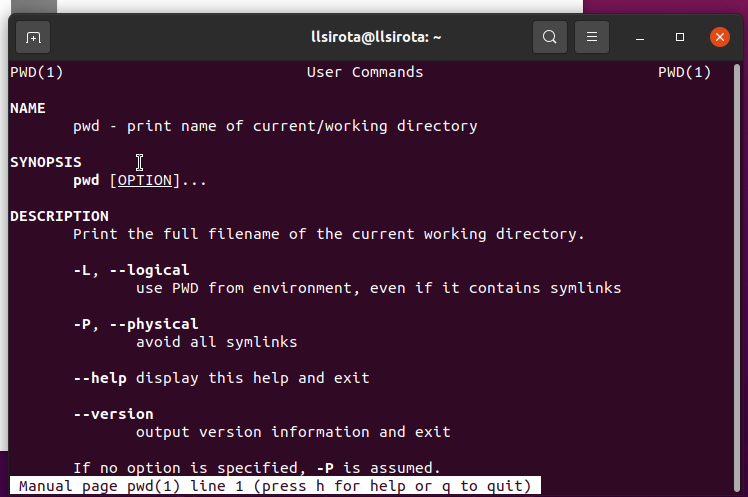 llsirota@llsirota: ~
PWD(1) User Commands PWD(1)
NAME
pwd - print name of current/working directory
SYNOPSIS
pwd [OPTION]...
DESCRIPTION
Print the full filename of the current working directory.
-L, --logical
use PWD from environment, even if it contains symlinks
-P, --physical
avoid all symlinks
--help display this help and exit
--version
output version information and exit
If no option is specified, -P is assumed.
Manual page pwd(1) line 1 (press h for help or q to quit)